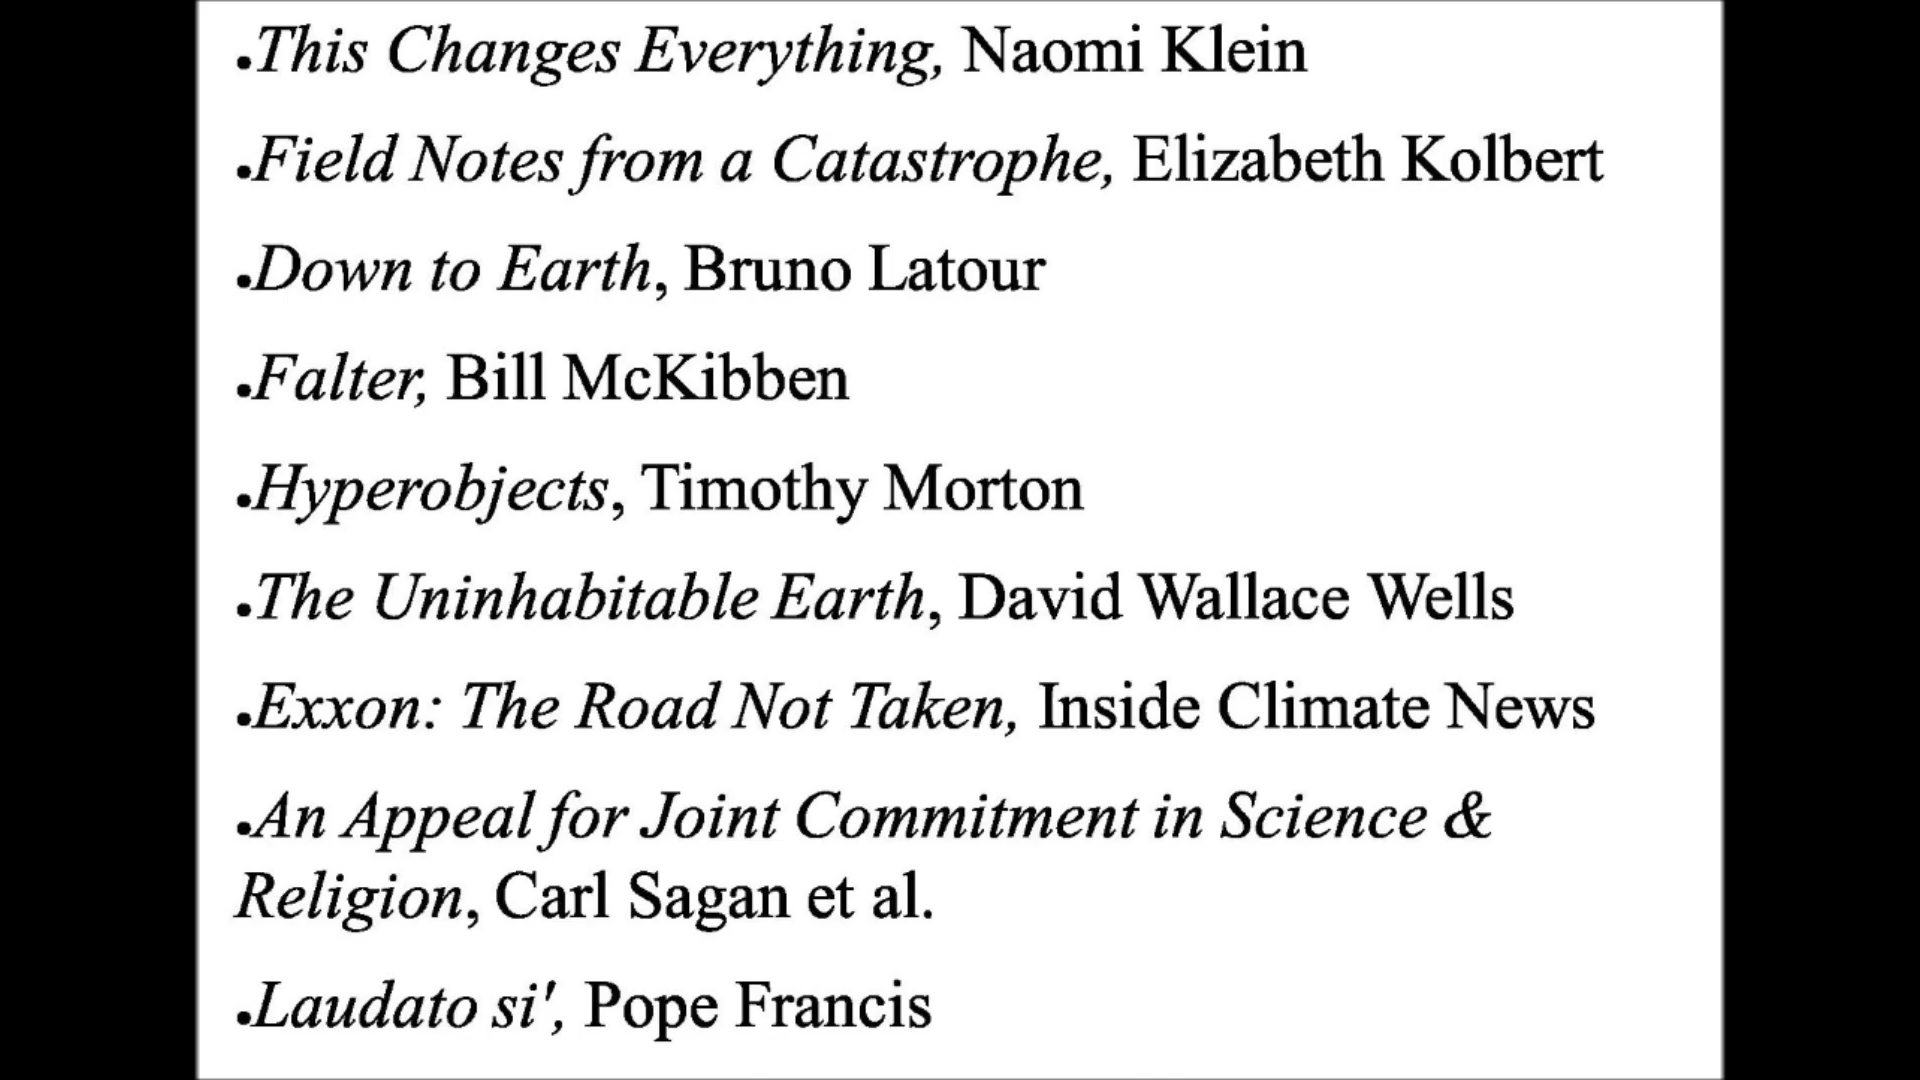 •This Changes Everything, Naomi Klein
•Field Notes from a Catastrophe, Elizabeth Kolbert
•Down to Earth, Bruno Latour
•Falter, Bill McKibben
•Hyperobjects, Timothy Morton
•The Uninhabitable Earth, David Wallace Wells
•Exxon: The Road Not Taken, Inside Climate News
•An Appeal for Joint Commitment in Science &
Religion, Carl Sagan et al.
•Laudato si', Pope Francis